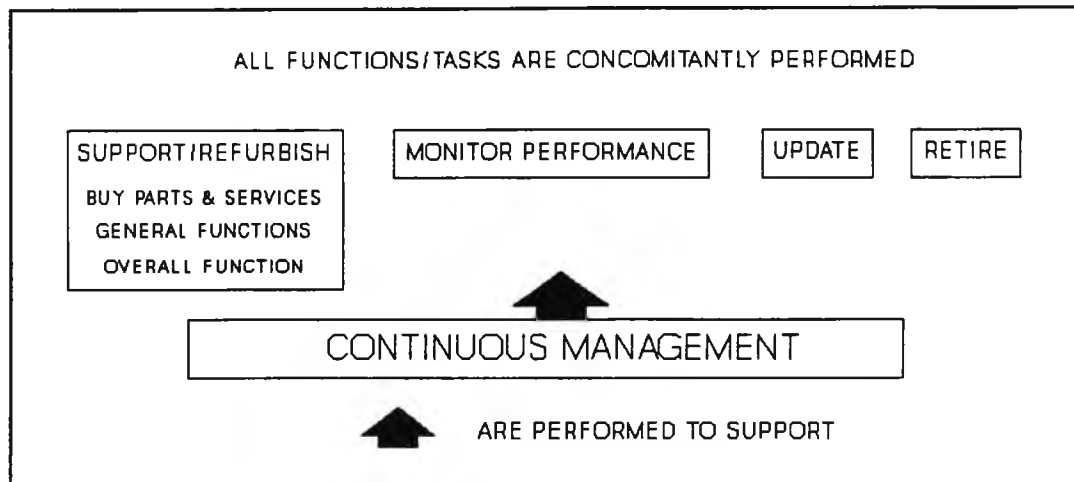 ALL FUNCTIONS/TASKS ARE CONCOMITANTLY PERFORMED
SUPPORT/REFURBISH
BUY PARTS & SERVICES
GENERAL FUNCTIONS
OVERALL FUNCTION
MONITOR PERFORMANCE
UPDATE
RETIRE
CONTINUOUS MANAGEMENT
ARE PERFORMED TO SUPPORT